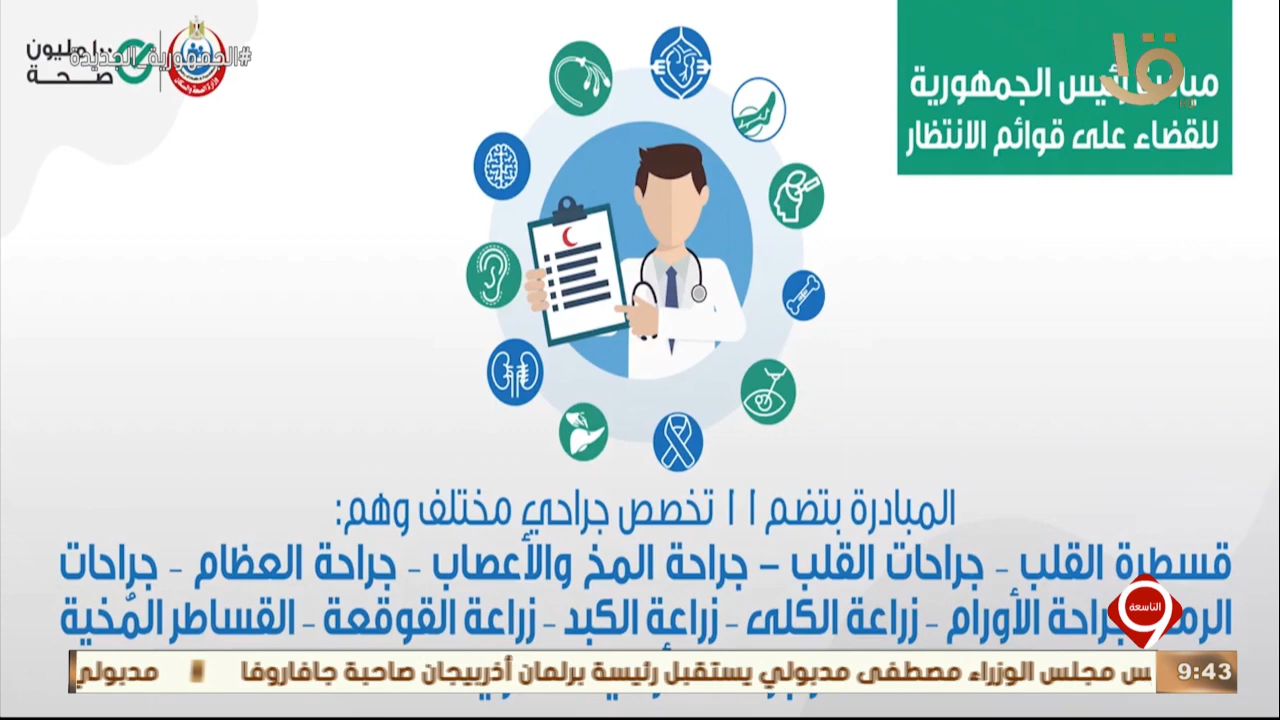 #الجمهورية_الجديدة
١٠٠ مليون
صحة
رئيس الجمهورية
للقضاء على قوائم الانتظار
المبادرة بتضم ١١ تخصص جراحي مختلف وهم:
قسطرة القلب - جراحات القلب – جراحة المخ والأعصاب - جراحة العظام - جراحات
جراحة الأورام - زراعة الكلى - زراعة الكبد - زراعة القوقعة - القساطر المُخية
التاسعة
9
مجلس الوزراء مصطفى مدبولي يستقبل رئيسة برلمان أذربيجان صاحبة جافاروفا
مدبولي
9:43